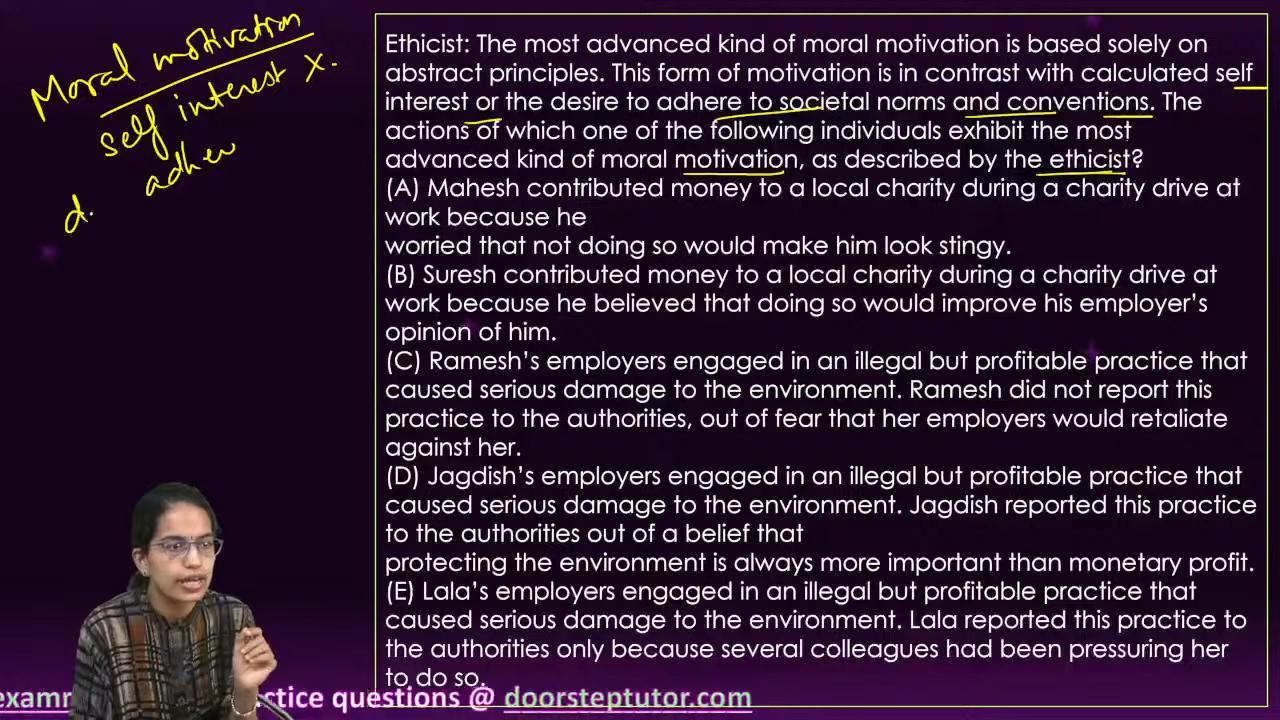 Moral motivation
self interest x.
d. adher
Ethicist: The most advanced kind of moral motivation is based solely on
abstract principles. This form of motivation is in contrast with calculated self
interest or the desire to adhere to societal norms and conventions. The
actions of which one of the following individuals exhibit the most
advanced kind of moral motivation, as described by the ethicist?
(A) Mahesh contributed money to a local charity during a charity drive at
work because he
worried that not doing so would make him look stingy.
(B) Suresh contributed money to a local charity during a charity drive at
work because he believed that doing so would improve his employer’s
opinion of him.
(C) Ramesh’s employers engaged in an illegal but profitable practice that
caused serious damage to the environment. Ramesh did not report this
practice to the authorities, out of fear that her employers would retaliate
against her.
(D) Jagdish’s employers engaged in an illegal but profitable practice that
caused serious damage to the environment. Jagdish reported this practice
to the authorities out of a belief that
protecting the environment is always more important than monetary profit.
(E) Lala’s employers engaged in an illegal but profitable practice that
caused serious damage to the environment. Lala reported this practice to
the authorities only because several colleagues had been pressuring her
to do so.
questions @ doorsteptutor.com